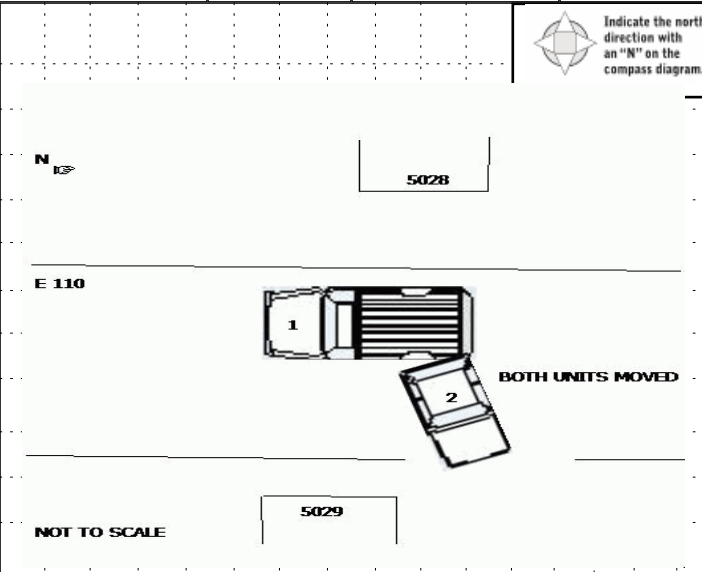 Indicate the north
direction with
an "N" on the
compass diagram.
N
5028
E 110
1
BOTH UNITS MOVED
2
5029
NOT TO SCALE